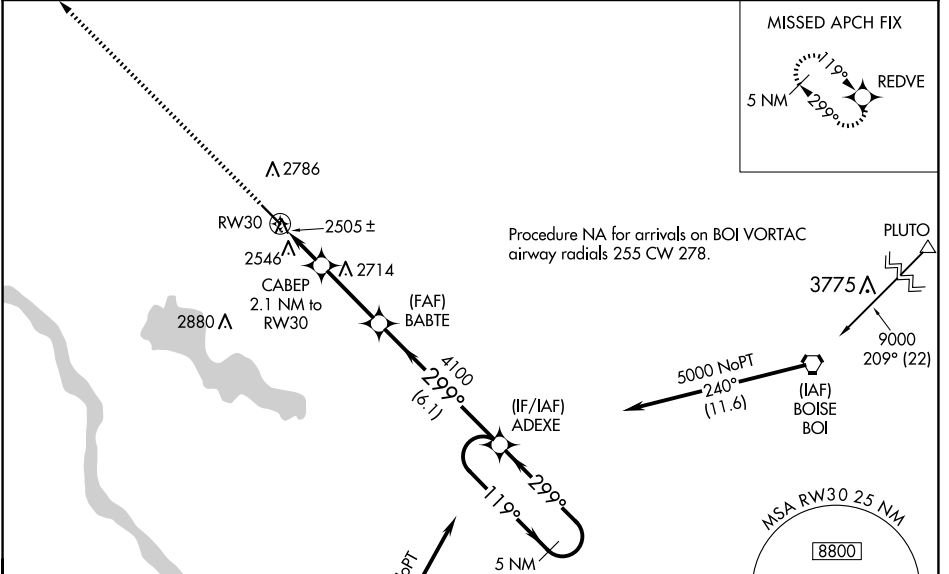 MISSED APCH FIX
119°
REDVE
5 NM
299°
2786
RW30
2505 ±
2546
2714
CABEP
2.1 NM to
RW30
(FAF)
BABTE
2880
Procedure NA for arrivals on BOI VORTAC
airway radials 255 CW 278.
PLUTO
3775
9000
209° (22)
4100
299°
(6.1)
5000 NoPT
240°
(11.6)
(IAF)
BOISE
BOI
(IF/IAF)
ADEXE
299°
119°
5 NM
NoPT
MSA RW30 25 NM
8800